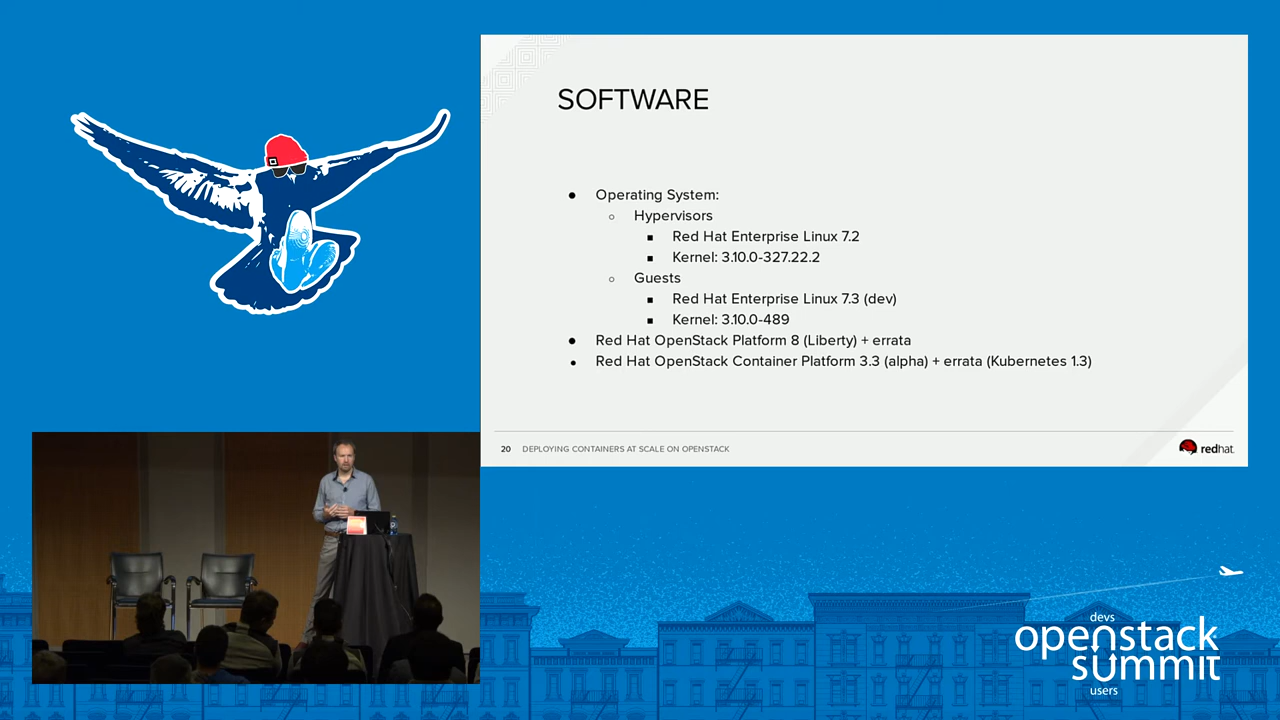 SOFTWARE
Operating System:
Hypervisors
Red Hat Enterprise Linux 7.2
Kernel: 3.10.0-327.22.2
Guests
Red Hat Enterprise Linux 7.3 (dev)
Kernel: 3.10.0-489
Red Hat OpenStack Platform 8 (Liberty) + errata
Red Hat OpenStack Container Platform 3.3 (alpha) + errata (Kubernetes 1.3)
20 DEPLOYING CONTAINERS AT SCALE ON OPENSTACK
redhat.
devs
openstack
summit
users